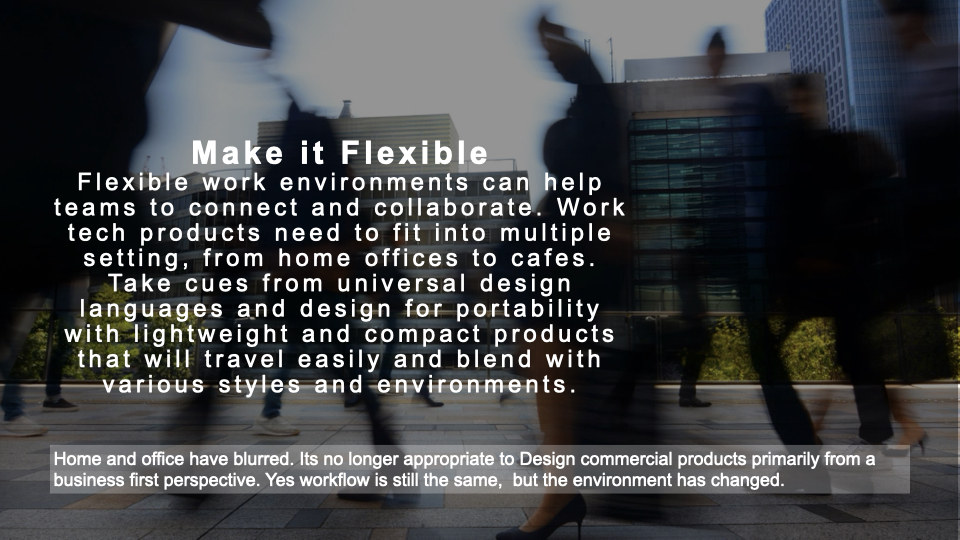 Make it Flexible
Flexible work environments can help
teams to connect and collaborate. Work
tech products need to fit into multiple
setting, from home offices to cafes.
Take cues from universal design
languages and design for portability
with lightweight and compact products
that will travel easily and blend with
various styles and environments.
Home and office have blurred. Its no longer appropriate to Design commercial products primarily from a
business first perspective. Yes workflow is still the same,  but the environment has changed.